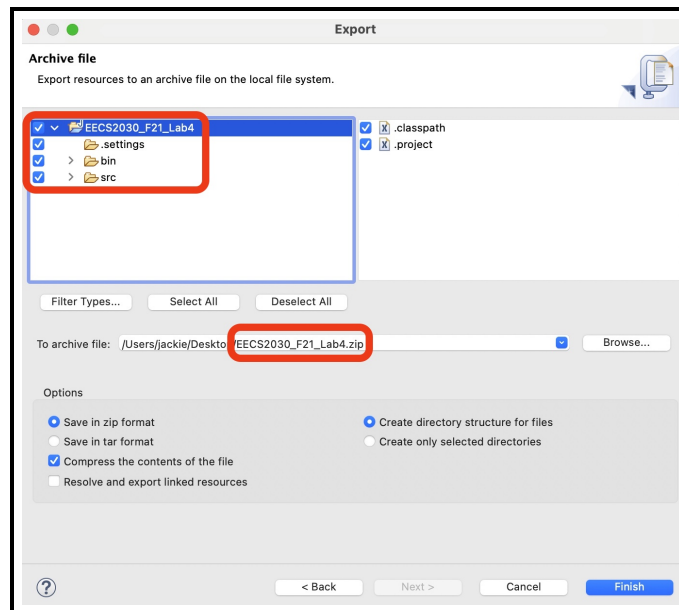 Export
Archive file
Export resources to an archive file on the local file system.
EECS2030_F21_Lab4
.settings
bin
src
.classpath
.project
Filter Types...
Select All
Deselect All
To archive file:
/Users/jackie/Desktop/EECS2030_F21_Lab4.zip
Browse...
Options
Save in zip format
Save in tar format
Compress the contents of the file
Resolve and export linked resources
Create directory structure for files
Create only selected directories
?
< Back
Next >
Cancel
Finish